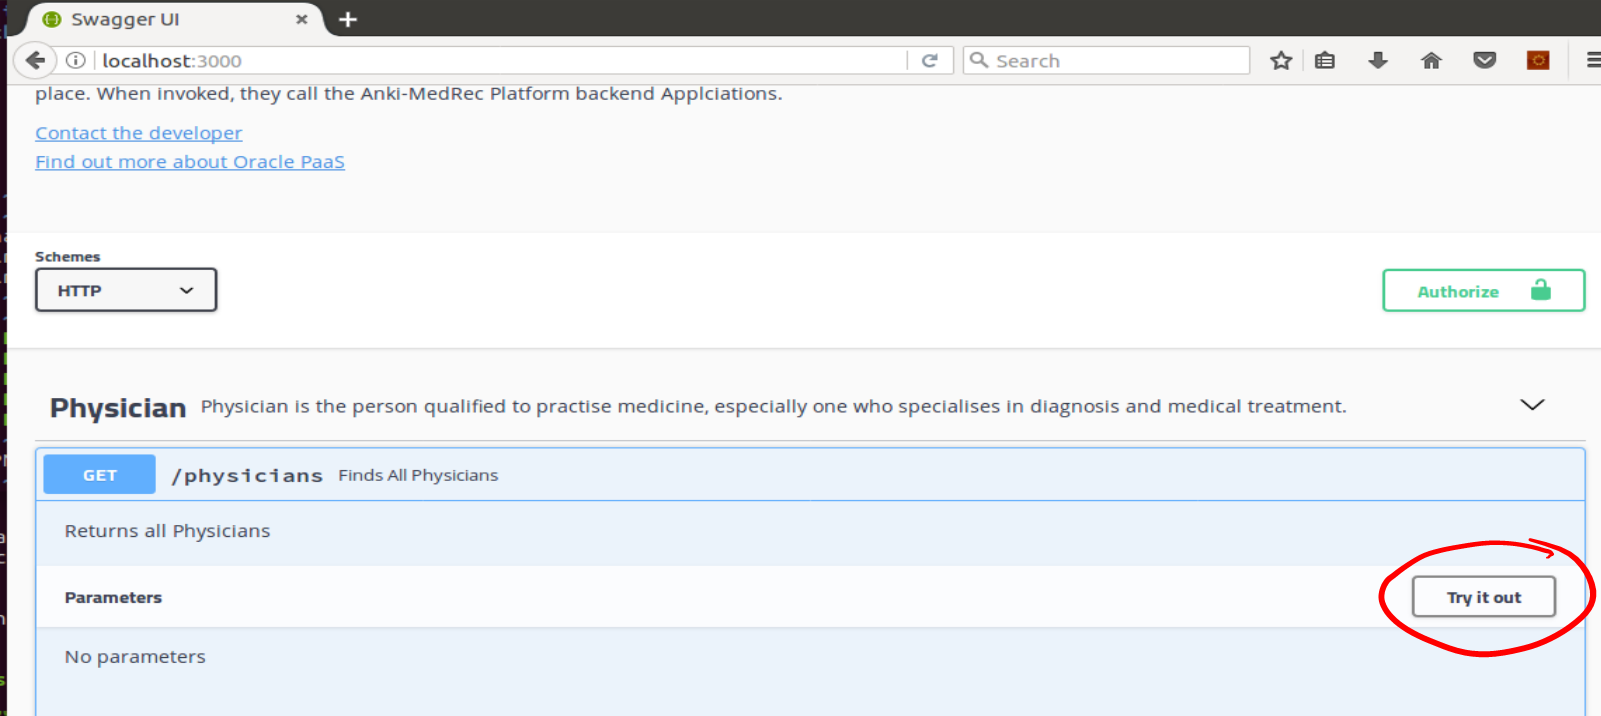 Swagger UI
localhost:3000
Search
place. When invoked, they call the Anki-MedRec Platform backend Applciations.
Contact the developer
Find out more about Oracle PaaS
Schemes
HTTP
Authorize
Physician Physician is the person qualified to practise medicine, especially one who specialises in diagnosis and medical treatment.
GET /physicians Finds All Physicians
Returns all Physicians
Parameters
Try it out
No parameters